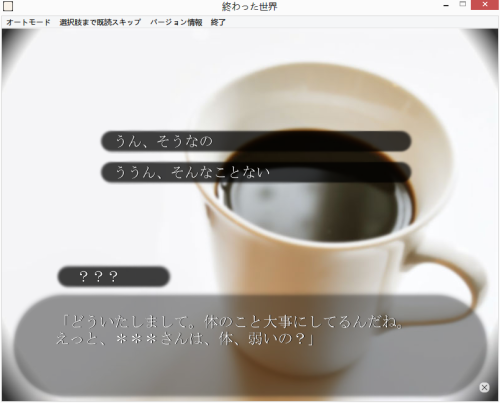 終わった世界
オートモード 選択肢まで既読スキップ バージョン情報 終了
うん、そうなの
ううん、そんなことない
？？？
「どういたしまして。体のこと大事にしてるんだね。
えっと、＊＊＊さんは、体、弱いの？」